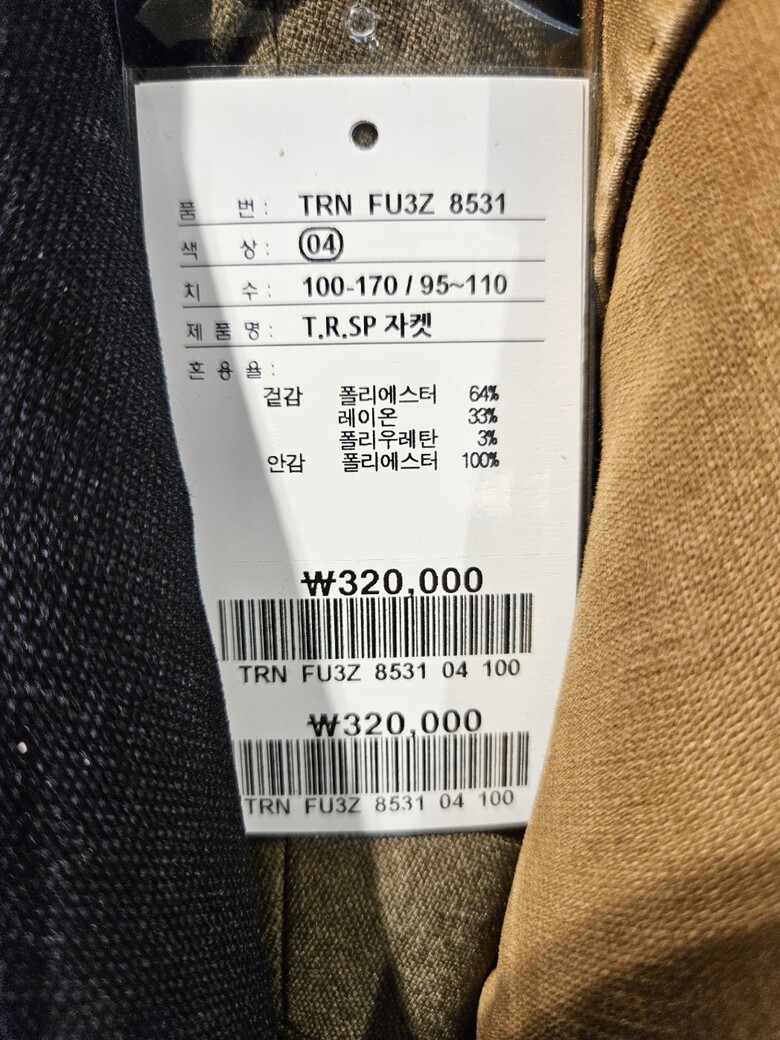 품 번 : TRN FU3Z 8531
색 상 : 04
치 수 : 100-170 / 95~110
제 품 명 : T.R.SP 자켓
혼 용 율 :
겉감 폴리에스터 64%
레이온 33%
폴리우레탄 3%
안감 폴리에스터 100%
₩320,000
TRN FU3Z 8531 04 100
₩320,000
TRN FU3Z 8531 04 100